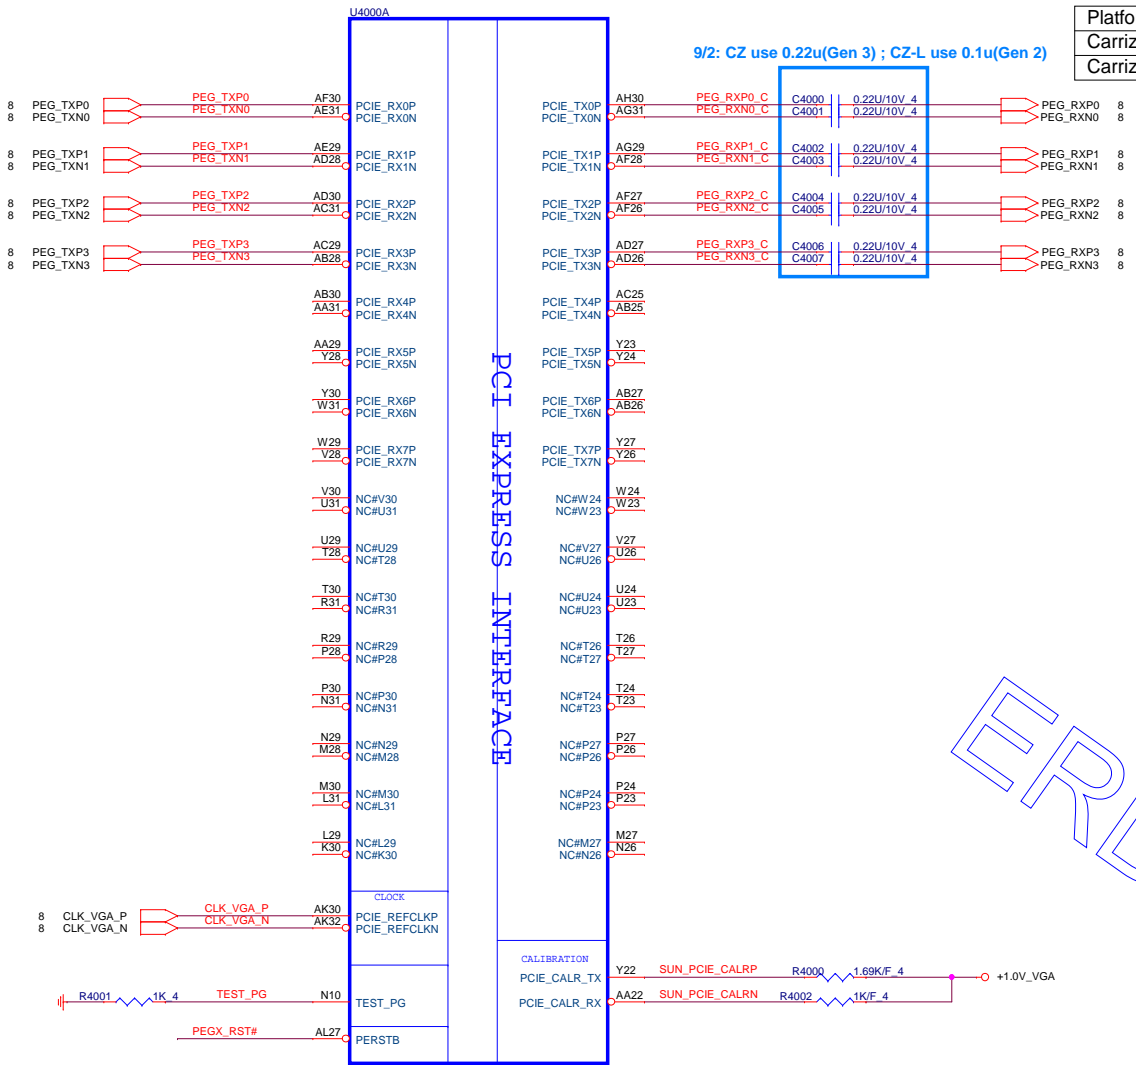 U4000A
Platfo
Carriz
Carriz
9/2: CZ use 0.22u(Gen 3) ; CZ-L use 0.1u(Gen 2)
8 PEG_TXP0 PEG_TXP0 AF30 PCIE_RX0P PCIE_TX0P AH30 PEG_RXP0_C C4000 0.22U/10V_4 PEG_RXP0 8
8 PEG_TXN0 PEG_TXN0 AE31 PCIE_RX0N PCIE_TX0N AG31 PEG_RXN0_C C4001 0.22U/10V_4 PEG_RXN0 8
8 PEG_TXP1 PEG_TXP1 AE29 PCIE_RX1P PCIE_TX1P AG29 PEG_RXP1_C C4002 0.22U/10V_4 PEG_RXP1 8
8 PEG_TXN1 PEG_TXN1 AD28 PCIE_RX1N PCIE_TX1N AF28 PEG_RXN1_C C4003 0.22U/10V_4 PEG_RXN1 8
8 PEG_TXP2 PEG_TXP2 AD30 PCIE_RX2P PCIE_TX2P AF27 PEG_RXP2_C C4004 0.22U/10V_4 PEG_RXP2 8
8 PEG_TXN2 PEG_TXN2 AC31 PCIE_RX2N PCIE_TX2N AF26 PEG_RXN2_C C4005 0.22U/10V_4 PEG_RXN2 8
8 PEG_TXP3 PEG_TXP3 AC29 PCIE_RX3P PCIE_TX3P AD27 PEG_RXP3_C C4006 0.22U/10V_4 PEG_RXP3 8
8 PEG_TXN3 PEG_TXN3 AB28 PCIE_RX3N PCIE_TX3N AD26 PEG_RXN3_C C4007 0.22U/10V_4 PEG_RXN3 8
AB30 PCIE_RX4P PCIE_TX4P AC25
AA31 PCIE_RX4N PCIE_TX4N AB25
AA29 PCIE_RX5P PCIE_TX5P Y23
Y28 PCIE_RX5N PCIE_TX5N Y24
Y30 PCIE_RX6P PCIE_TX6P AB27
W31 PCIE_RX6N PCIE_TX6N AB26
W29 PCIE_RX7P PCIE_TX7P Y27
V28 PCIE_RX7N PCIE_TX7N Y26
PCI EXPRESS INTERFACE
V30 NC#V30 NC#W24 W24
U31 NC#U31 NC#W23 W23
U29 NC#U29 NC#V27 V27
T28 NC#T28 NC#U26 U26
T30 NC#T30 NC#U24 U24
R31 NC#R31 NC#U23 U23
R29 NC#R29 NC#T26 T26
P28 NC#P28 NC#T27 T27
P30 NC#P30 NC#T24 T24
N31 NC#N31 NC#T23 T23
N29 NC#N29 NC#P27 P27
M28 NC#M28 NC#P26 P26
M30 NC#M30 NC#P24 P24
L31 NC#L31 NC#P23 P23
L29 NC#L29 NC#M27 M27
K30 NC#K30 NC#N26 N26
ER
CLOCK
8 CLK_VGA_P CLK_VGA_P AK30 PCIE_REFCLKP
8 CLK_VGA_N CLK_VGA_N AK32 PCIE_REFCLKN
CALIBRATION
PCIE_CALR_TX Y22 SUN_PCIE_CALRP R4000 1.69K/F_4 +1.0V_VGA
R4001 1K_4 TEST_PG N10 TEST_PG PCIE_CALR_RX AA22 SUN_PCIE_CALRN R4002 1K/F_4
PEGX_RST# AL27 PERSTB